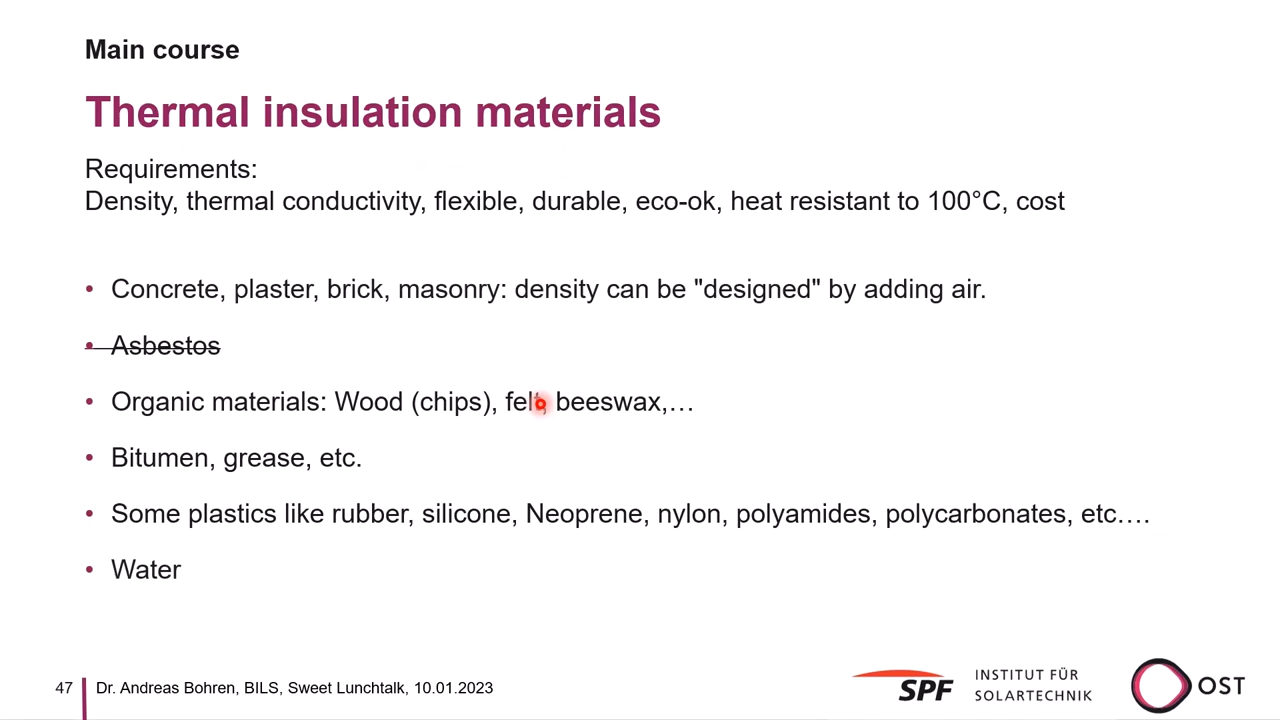 Main course
Thermal insulation materials
Requirements:
Density, thermal conductivity, flexible, durable, eco-ok, heat resistant to 100°C, cost
• Concrete, plaster, brick, masonry: density can be "designed" by adding air.
• Asbestos
• Organic materials: Wood (chips), felt, beeswax,…
• Bitumen, grease, etc.
• Some plastics like rubber, silicone, Neoprene, nylon, polyamides, polycarbonates, etc.…
• Water
47 Dr. Andreas Bohren, BILS, Sweet Lunchtalk, 10.01.2023
SPF
INSTITUT FÜR
SOLARTECHNIK
OST